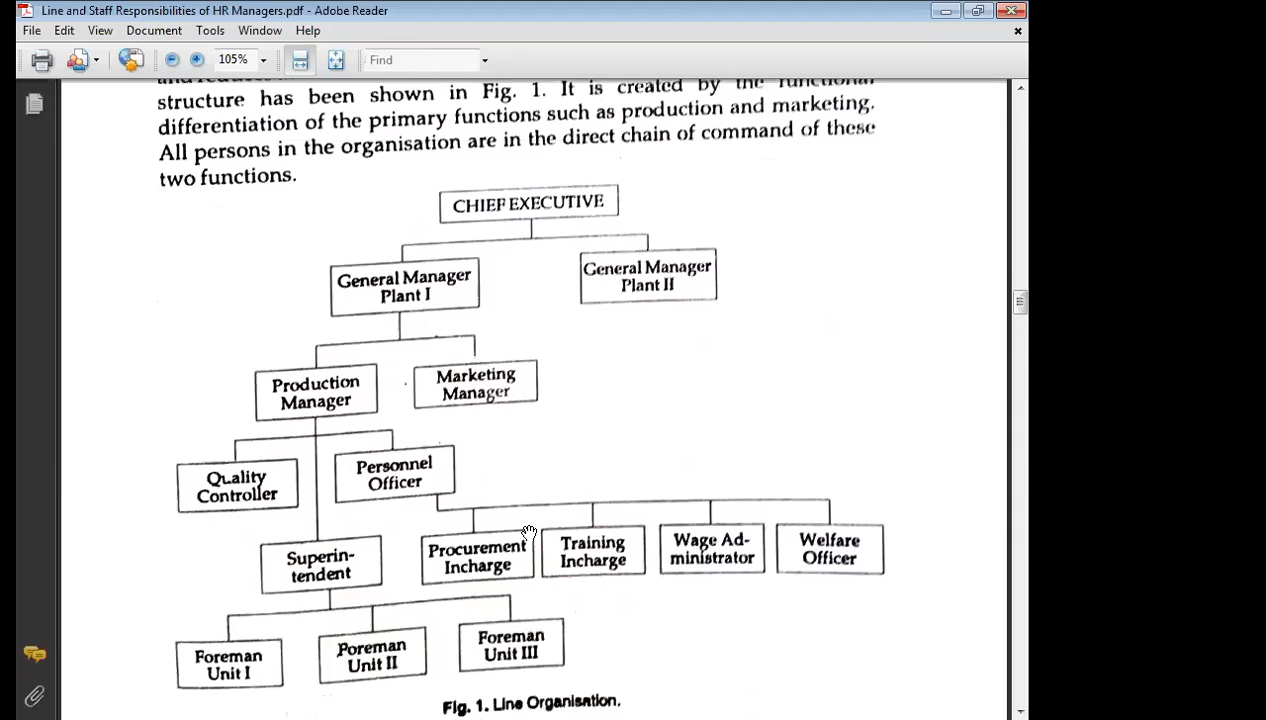 Line and Staff Responsibilities of HR Managers.pdf - Adobe Reader
File Edit View Document Tools Window Help
105% Find
structure has been shown in Fig. 1. It is created by the functional
differentiation of the primary functions such as production and marketing.
All persons in the organisation are in the direct chain of command of these
two functions.
CHIEF EXECUTIVE
General Manager
Plant I
General Manager
Plant II
Production
Manager
Marketing
Manager
Quality
Controller
Personnel
Officer
Superin-
tendent
Procurement
Incharge
Training
Incharge
Wage Ad-
ministrator
Welfare
Officer
Foreman
Unit I
Foreman
Unit II
Foreman
Unit III
Fig. 1. Line Organisation.